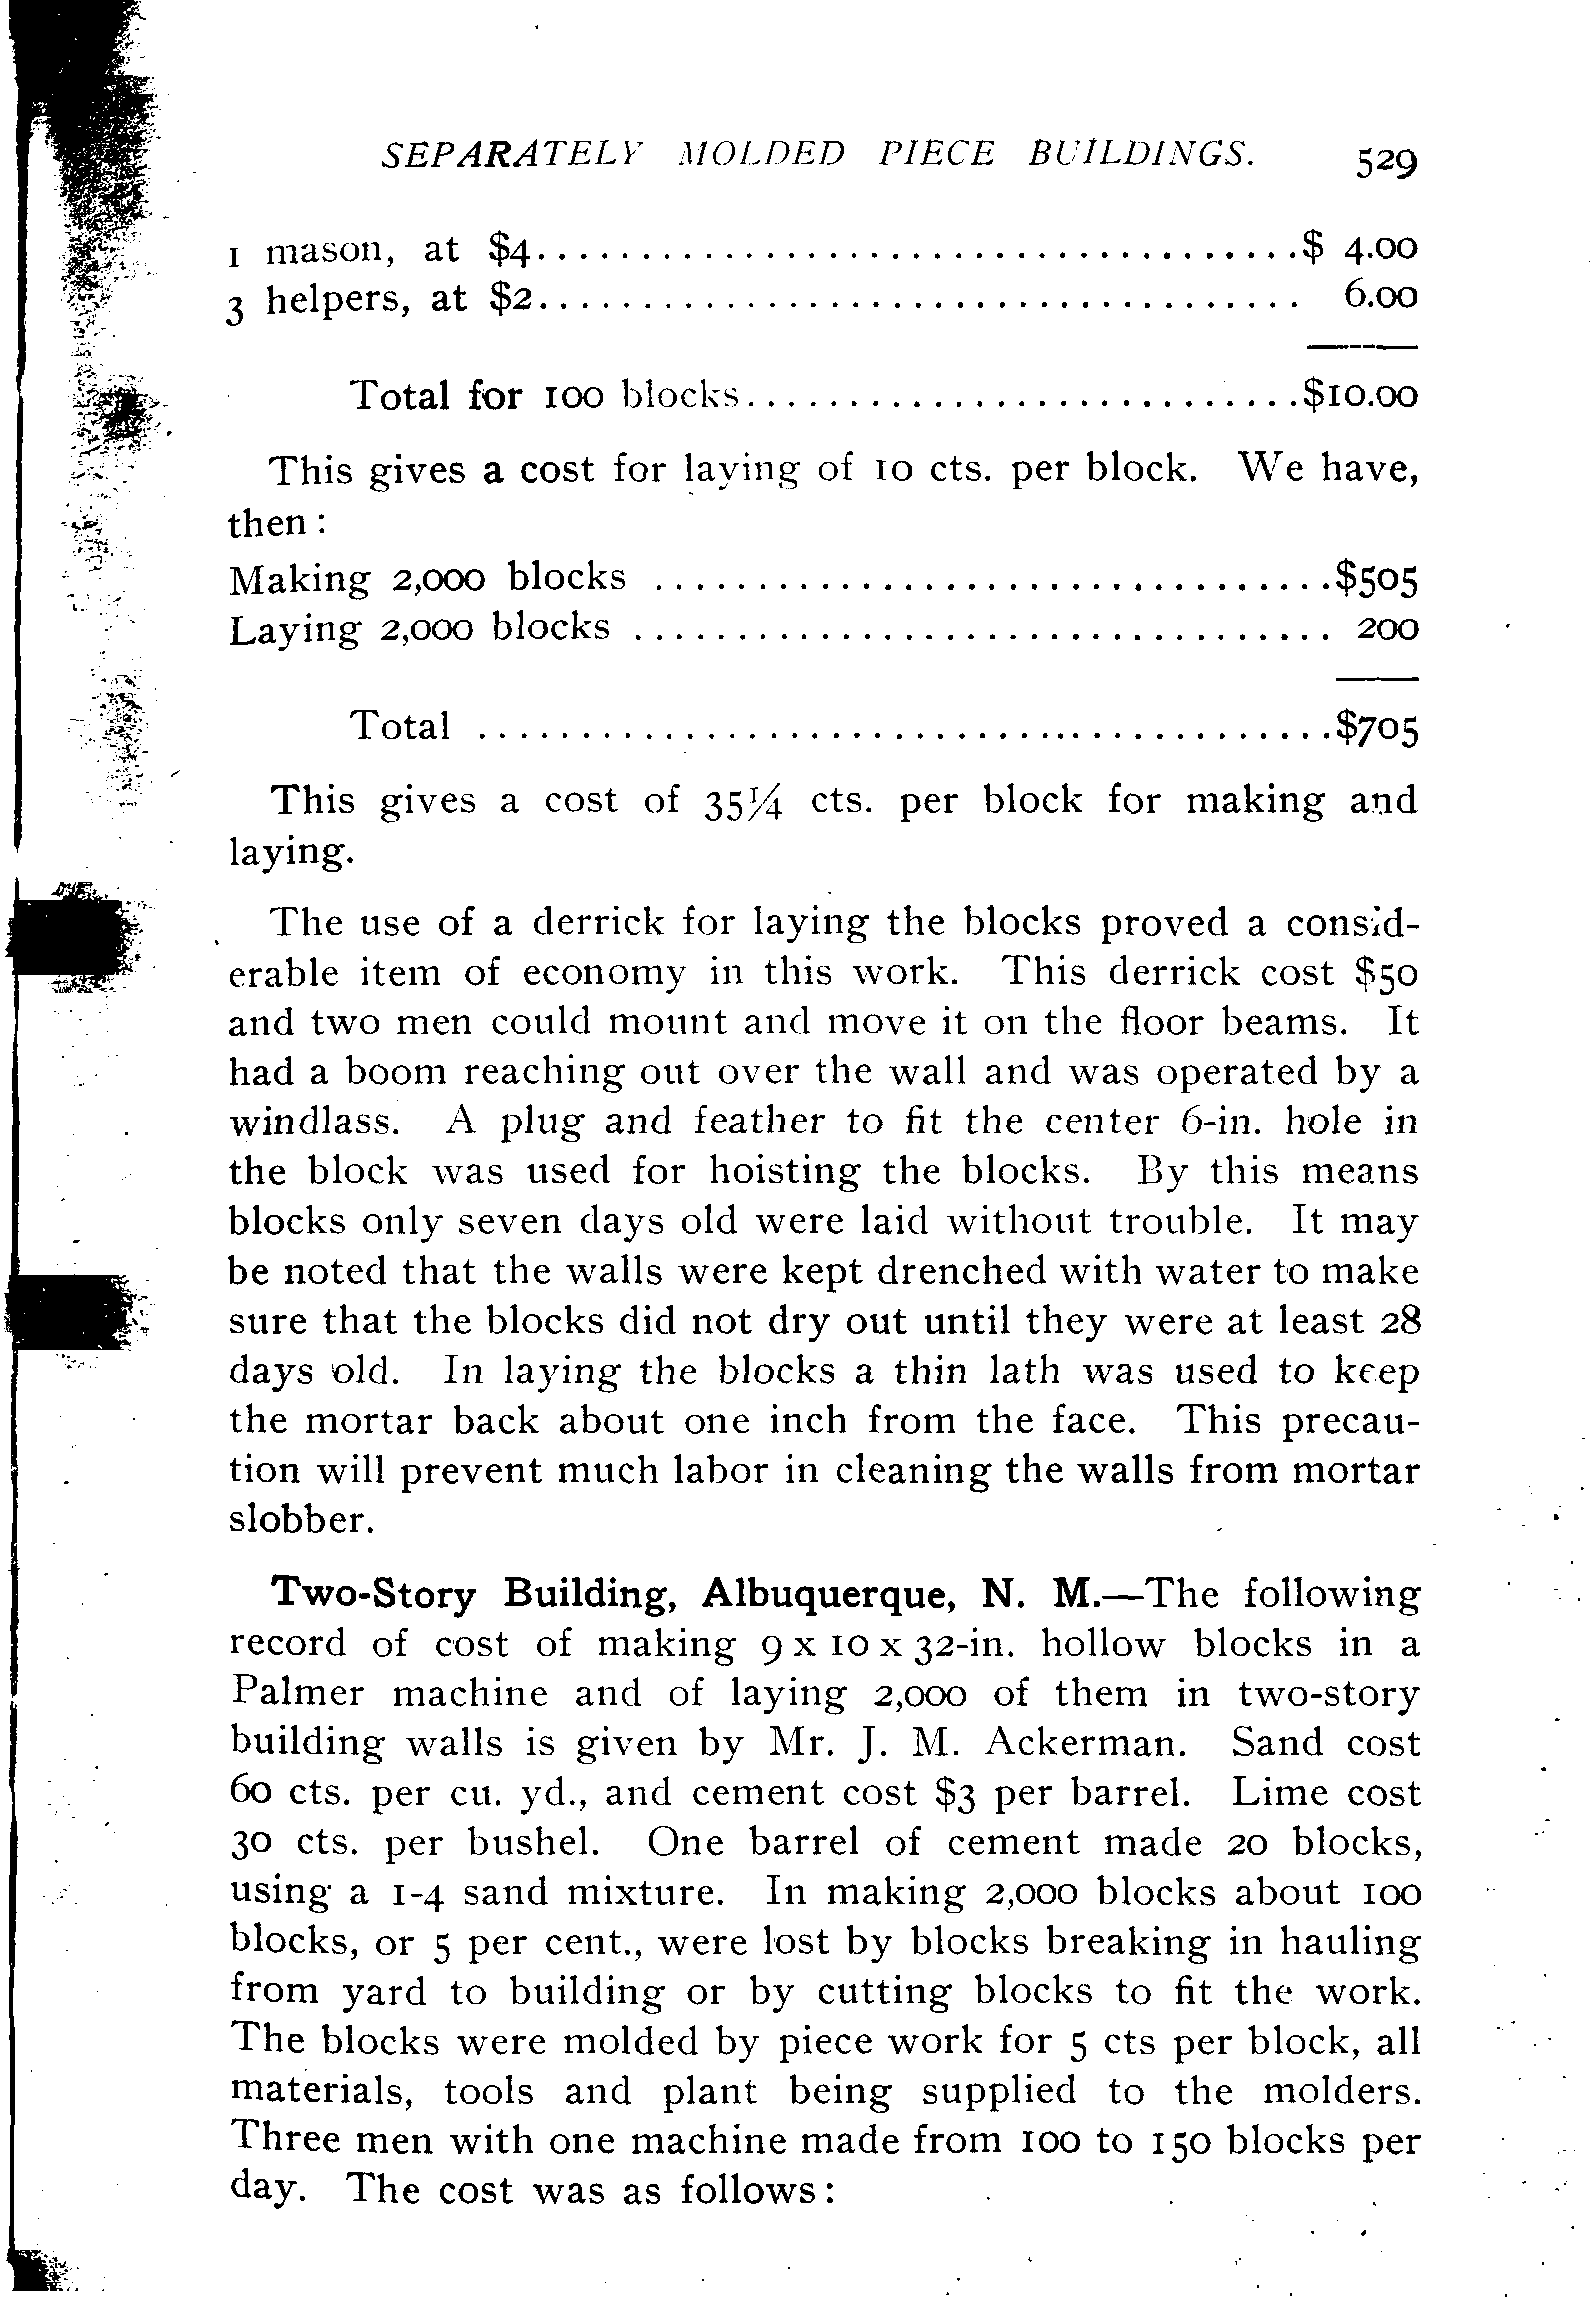 SEPARATELY MOLDED PIECE BUILDINGS. 529
1 mason, at $4.....................................$ 4.00
3 helpers, at $2..................................... 6.00
Total for 100 blocks...........................$10.00
This gives a cost for laying of 10 cts. per block. We have,
then:
Making 2,000 blocks .................................$505
Laying 2,000 blocks .................................. 200
Total ..........................................$705
This gives a cost of 35¼ cts. per block for making and
laying.
The use of a derrick for laying the blocks proved a consid-
erable item of economy in this work. This derrick cost $50
and two men could mount and move it on the floor beams. It
had a boom reaching out over the wall and was operated by a
windlass. A plug and feather to fit the center 6-in. hole in
the block was used for hoisting the blocks. By this means
blocks only seven days old were laid without trouble. It may
be noted that the walls were kept drenched with water to make
sure that the blocks did not dry out until they were at least 28
days old. In laying the blocks a thin lath was used to keep
the mortar back about one inch from the face. This precau-
tion will prevent much labor in cleaning the walls from mortar
slobber.
Two-Story Building, Albuquerque, N. M.—The following
record of cost of making 9 x 10 x 32-in. hollow blocks in a
Palmer machine and of laying 2,000 of them in two-story
building walls is given by Mr. J. M. Ackerman. Sand cost
60 cts. per cu. yd., and cement cost $3 per barrel. Lime cost
30 cts. per bushel. One barrel of cement made 20 blocks,
using a 1-4 sand mixture. In making 2,000 blocks about 100
blocks, or 5 per cent., were lost by blocks breaking in hauling
from yard to building or by cutting blocks to fit the work.
The blocks were molded by piece work for 5 cts per block, all
materials, tools and plant being supplied to the molders.
Three men with one machine made from 100 to 150 blocks per
day. The cost was as follows: